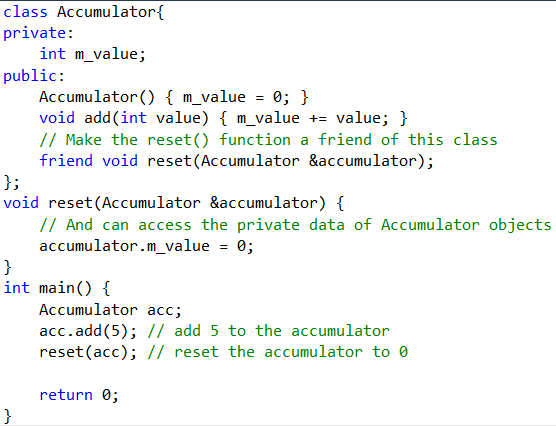 class Accumulator{
private:
    int m_value;
public:
    Accumulator() { m_value = 0; }
    void add(int value) { m_value += value; }
    // Make the reset() function a friend of this class
    friend void reset(Accumulator &accumulator);
};
void reset(Accumulator &accumulator) {
    // And can access the private data of Accumulator objects
    accumulator.m_value = 0;
}
int main() {
    Accumulator acc;
    acc.add(5); // add 5 to the accumulator
    reset(acc); // reset the accumulator to 0

    return 0;
}